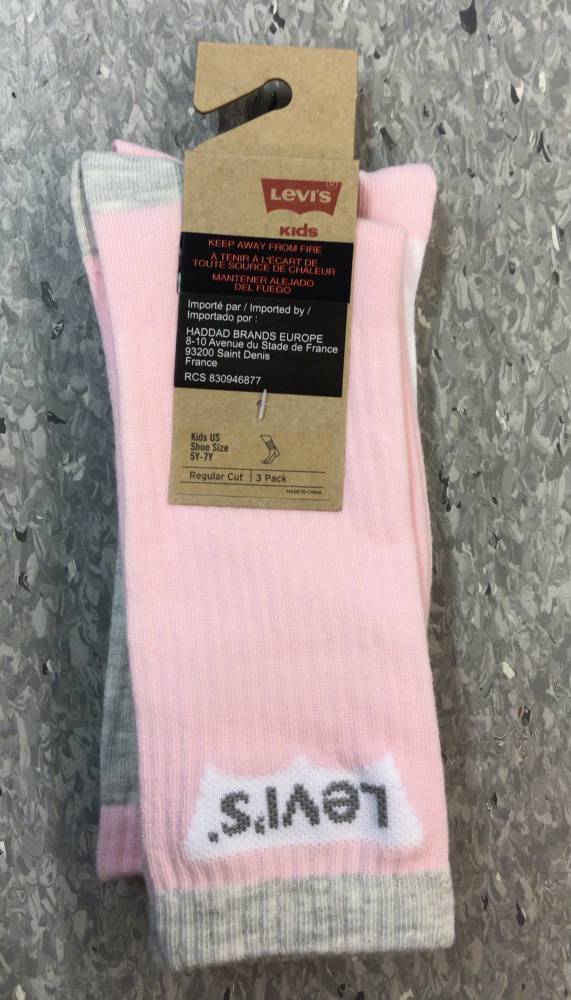 LEVI'S®
KIDS
KEEP AWAY FROM FIRE
À TENIR À L'ÉCART DE
TOUTE SOURCE DE CHALEUR
MANTENER ALEJADO
DEL FUEGO
Importé par / Imported by /
Importado por :
HADDAD BRANDS EUROPE
8-10 Avenue du Stade de France
93200 Saint Denis
France
RCS 830946877
Kids US
Shoe Size
5Y-7Y
Regular Cut | 3 Pack
MADE IN CHINA
Levi's.